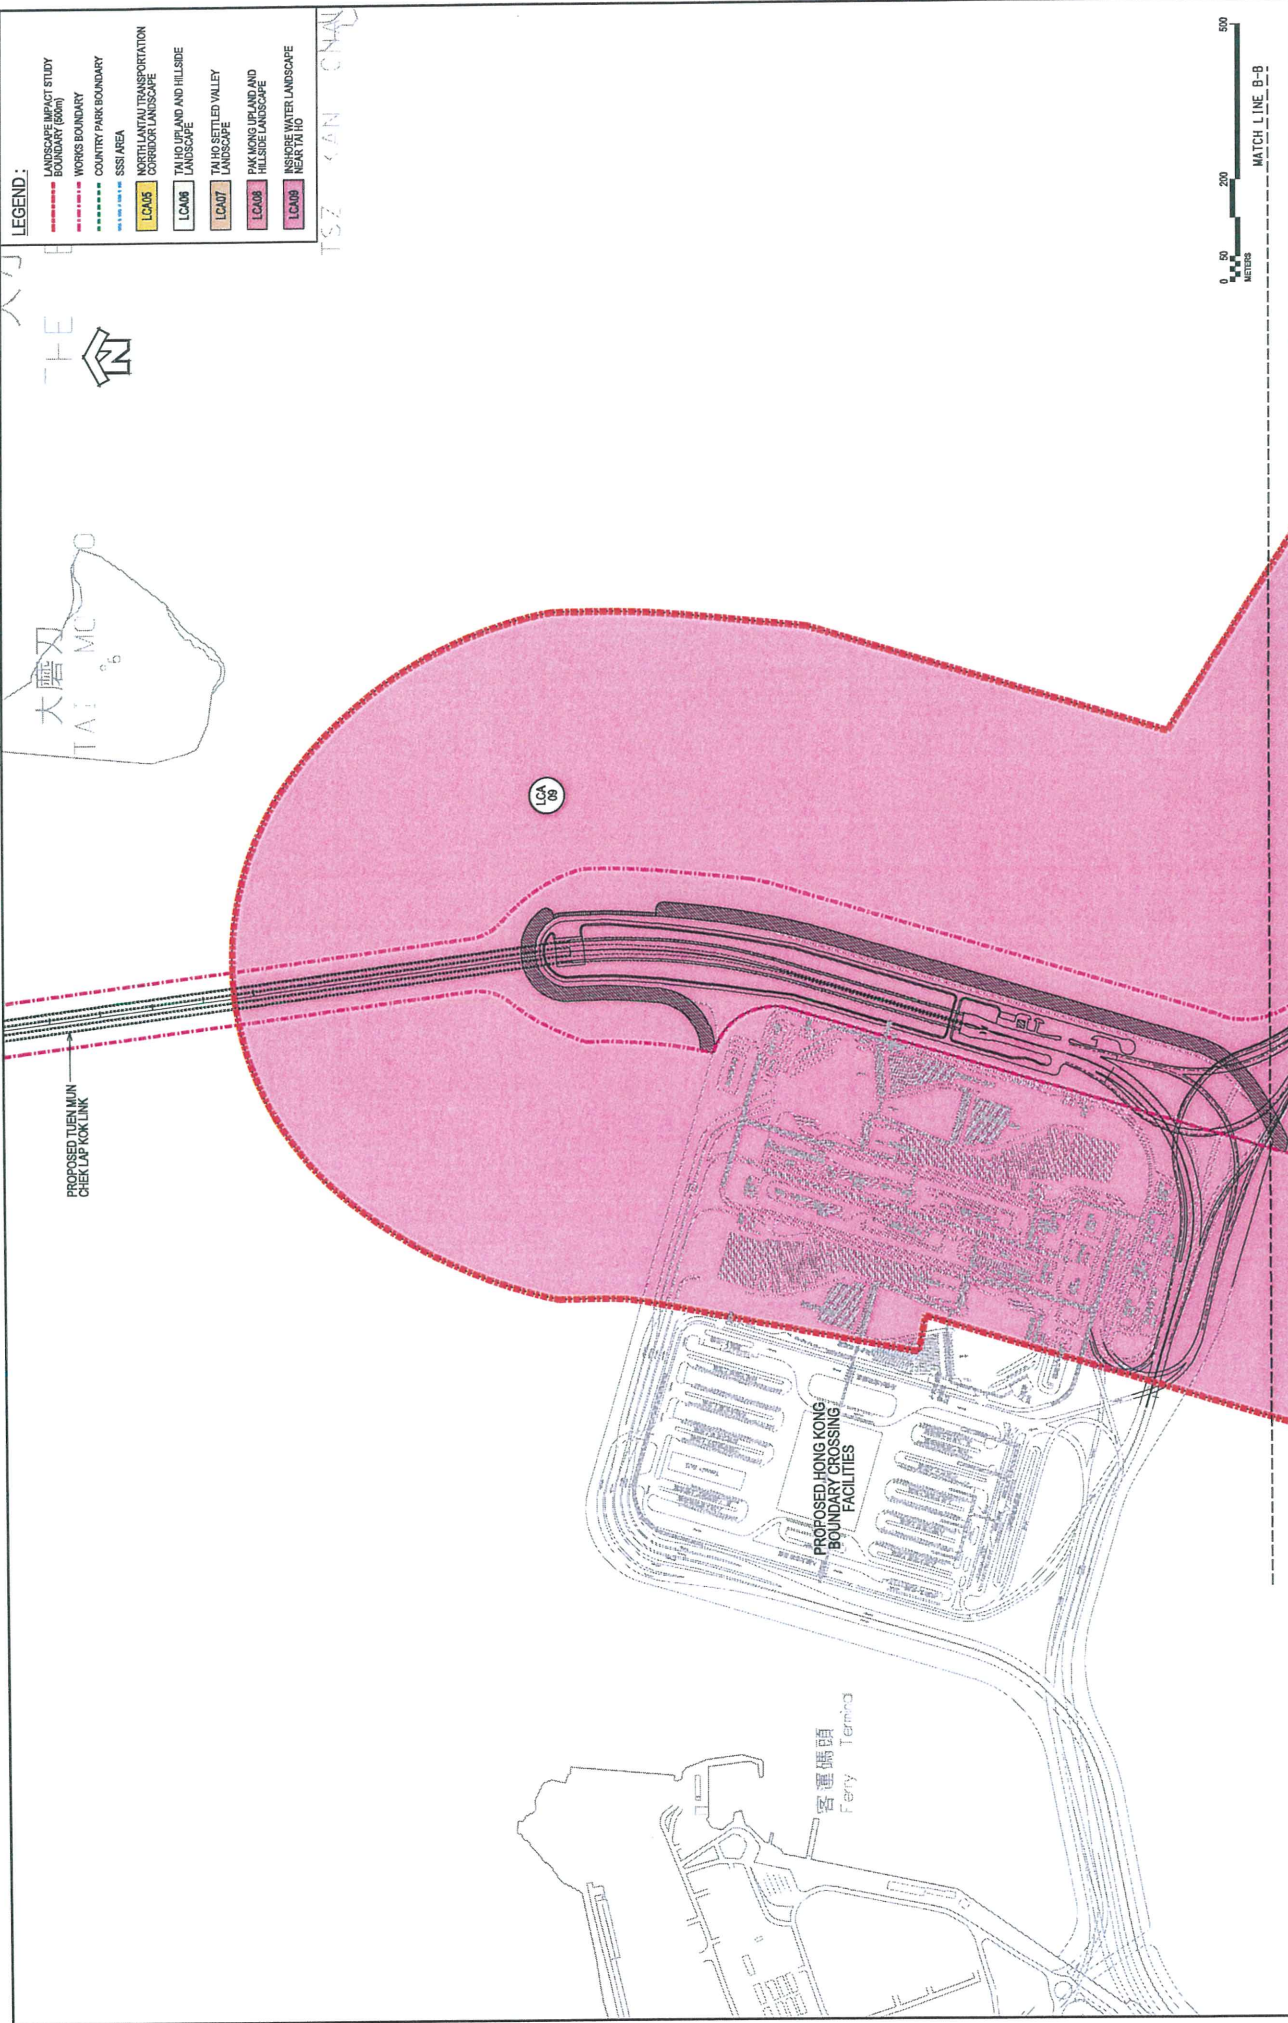 LEGEND :
LANDSCAPE IMPACT STUDY
BOUNDARY (500m)
WORKS BOUNDARY
COUNTRY PARK BOUNDARY
SSSI AREA
LCA05
NORTH LANTAU TRANSPORTATION
CORRIDOR LANDSCAPE
LCA06
TAI HO UPLAND AND HILLSIDE
LANDSCAPE
LCA07
TAI HO SETTLED VALLEY
LANDSCAPE
LCA08
PAK MONG UPLAND AND
HILLSIDE LANDSCAPE
LCA09
INSHORE WATER LANDSCAPE
NEAR TAI HO
N
大磨刀
TAI MO
LCA
09
PROPOSED TUEN MUN
CHEK LAP KOK LINK
PROPOSED HONG KONG
BOUNDARY CROSSING
FACILITIES
客運碼頭
Ferry Terminal
0 50 200 500
METERS
MATCH LINE B-B